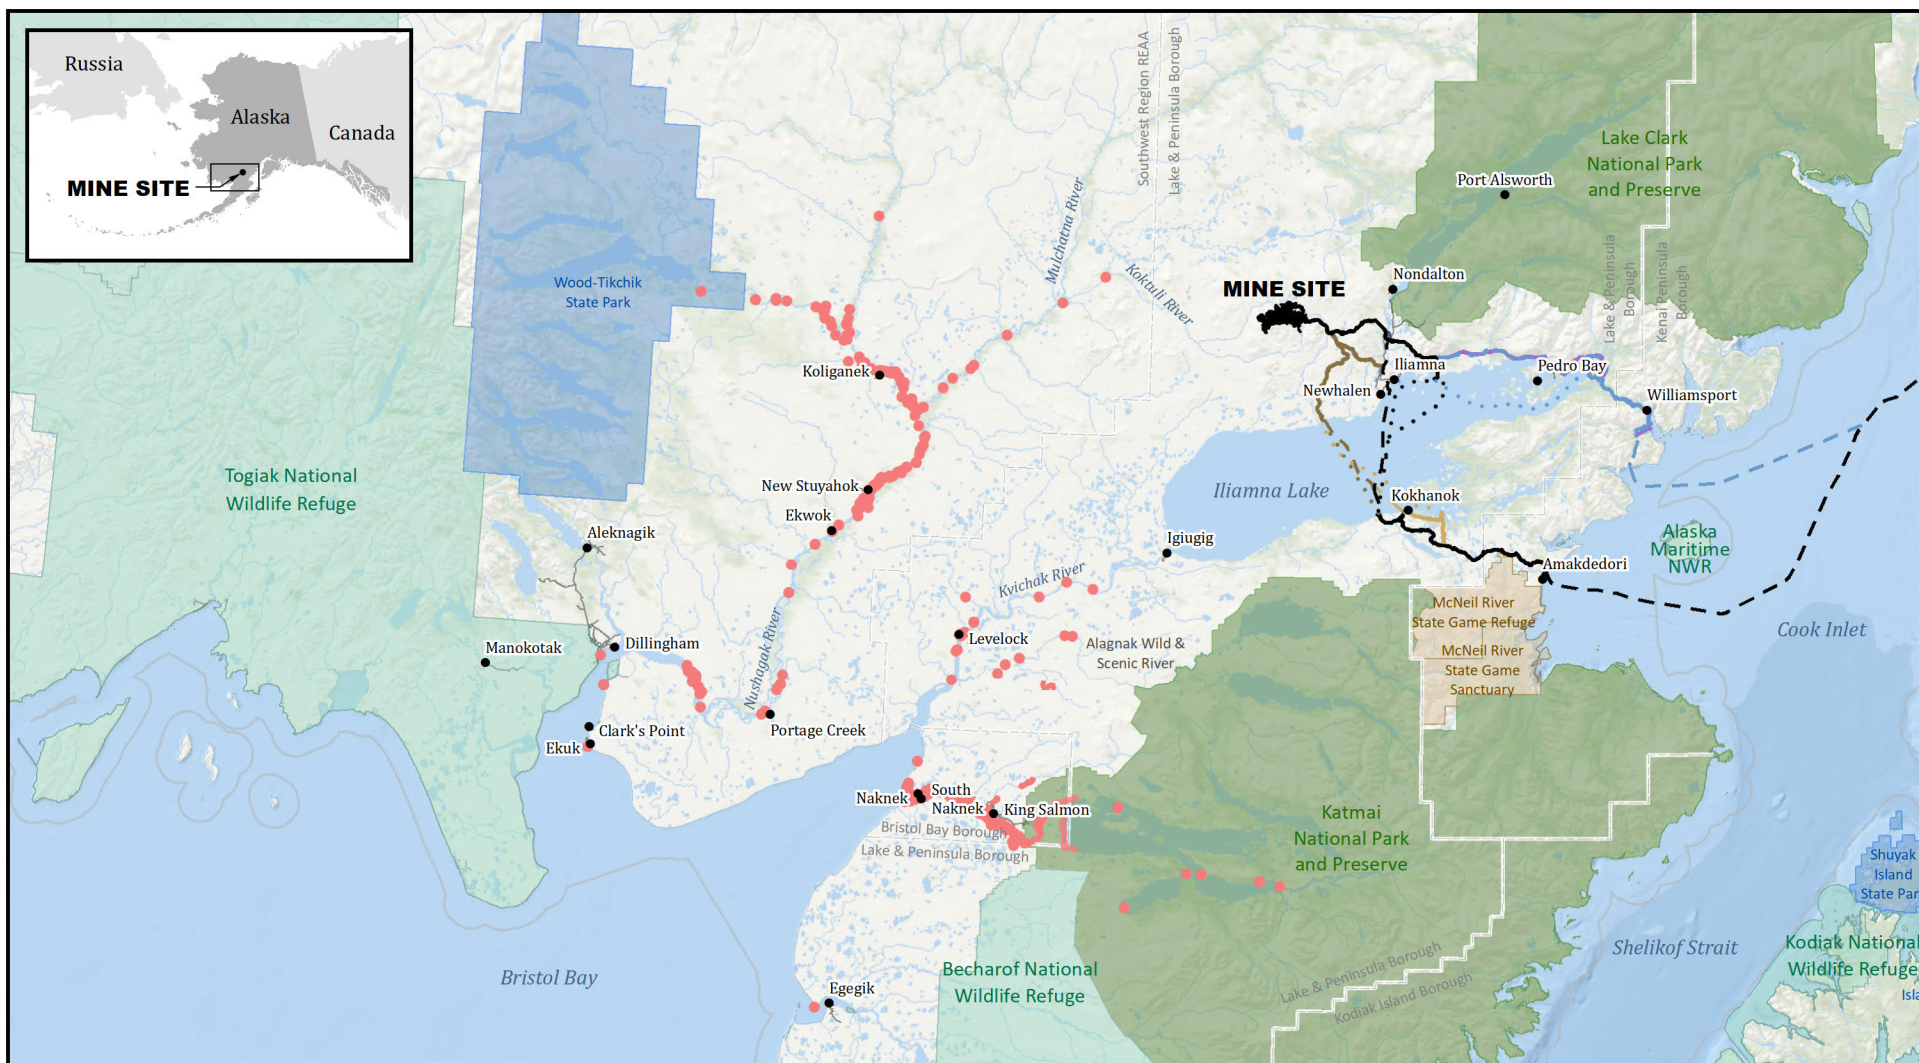 Russia
Alaska
Canada
MINE SITE
Southwest Region REAA
Lake & Peninsula Borough
Lake Clark
National Park
and Preserve
Port Alsworth
Mulchatna River
Koktuli River
Nondalton
MINE SITE
Lake & Peninsula
Borough
Kenai Peninsula
Borough
Wood-Tikchik
State Park
Koliganek
Iliamna
Pedro Bay
Newhalen
Williamsport
Togiak National
Wildlife Refuge
New Stuyahok
Ekwok
Iliamna Lake
Kokhanok
Aleknagik
Igiugig
Alaska
Maritime
NWR
Amakdedori
Kvichak River
McNeil River
State Game Refuge
McNeil River
State Game
Sanctuary
Cook Inlet
Manokotak
Dillingham
Nushagak River
Levelock
Alagnak Wild &
Scenic River
Clark's Point
Ekuk
Portage Creek
Naknek
South
Naknek
King Salmon
Bristol Bay Borough
Lake & Peninsula Borough
Katmai
National Park
and Preserve
Shuyak
Island
State Par
Bristol Bay
Egegik
Becharof National
Wildlife Refuge
Lake & Peninsula Borough
Kodiak Island Borough
Shelikof Strait
Kodiak National
Wildlife Refuge
Isla